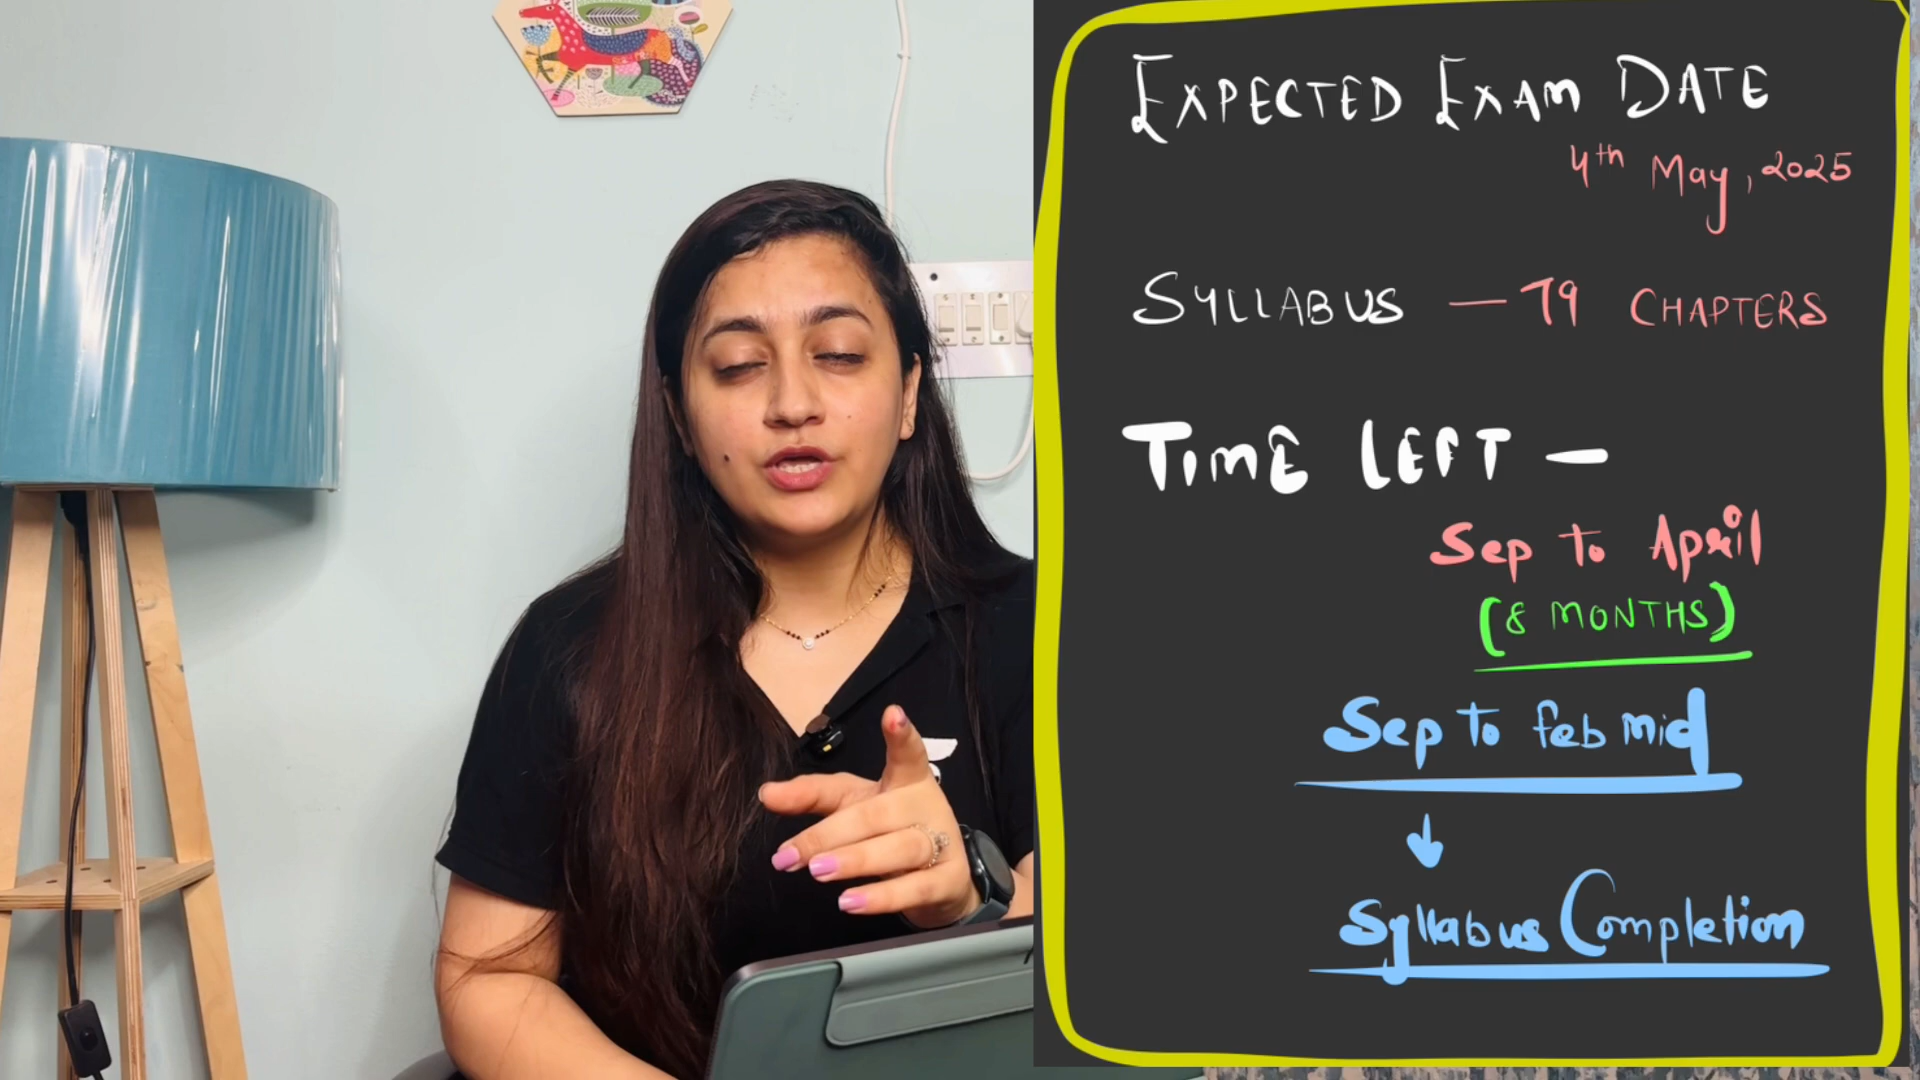 EXPECTED EXAM DATE
4th May, 2025
SYLLABUS — 79 CHAPTERS
TIME LEFT —
Sep to April
(8 MONTHS)
Sep to feb mid
Syllabus Completion